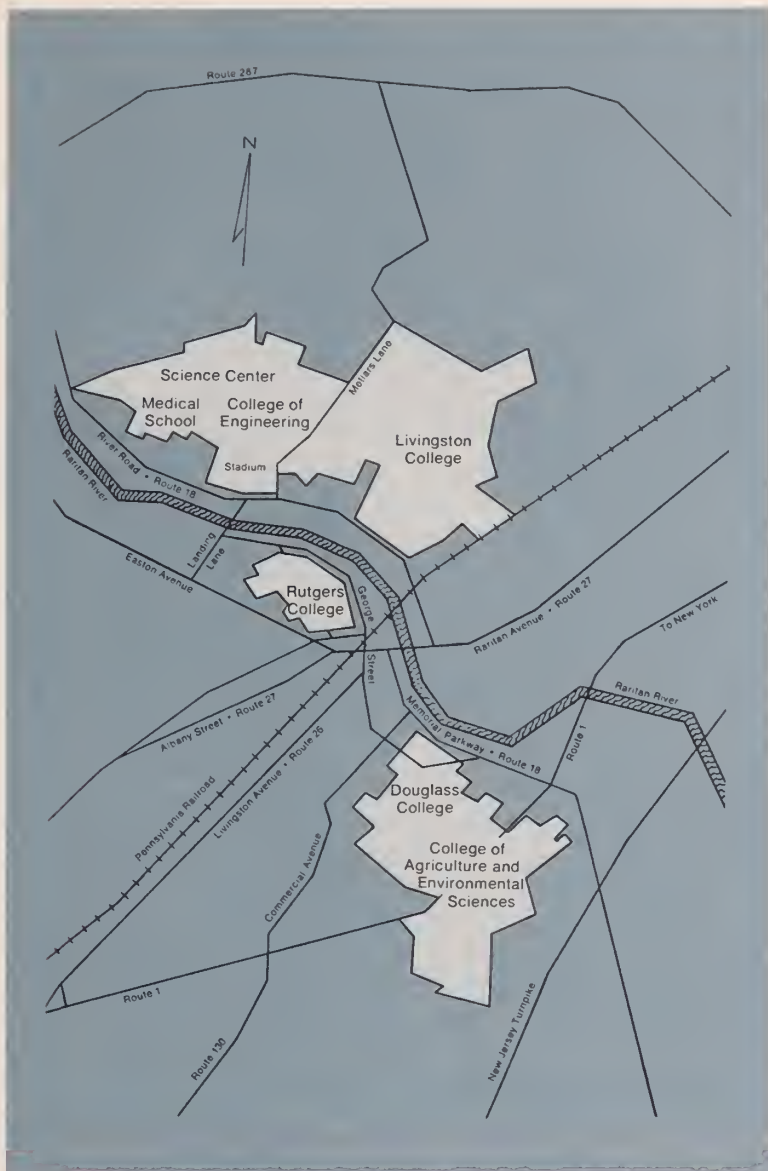 Route 287
N
Science Center
Medical
School
College of
Engineering
Stadium
Metlars Lane
Livingston
College
River Road • Route 18
Raritan River
Landing
Lane
Easton Avenue
Rutgers
College
George
Street
Raritan Avenue • Route 27
To New York
Raritan River
Route 1
Memorial Parkway • Route 18
Albany Street • Route 27
Pennsylvania Railroad
Livingston Avenue • Route 26
Commercial Avenue
Douglass
College
College of
Agriculture and
Environmental
Sciences
Route 1
Route 130
New Jersey Turnpike